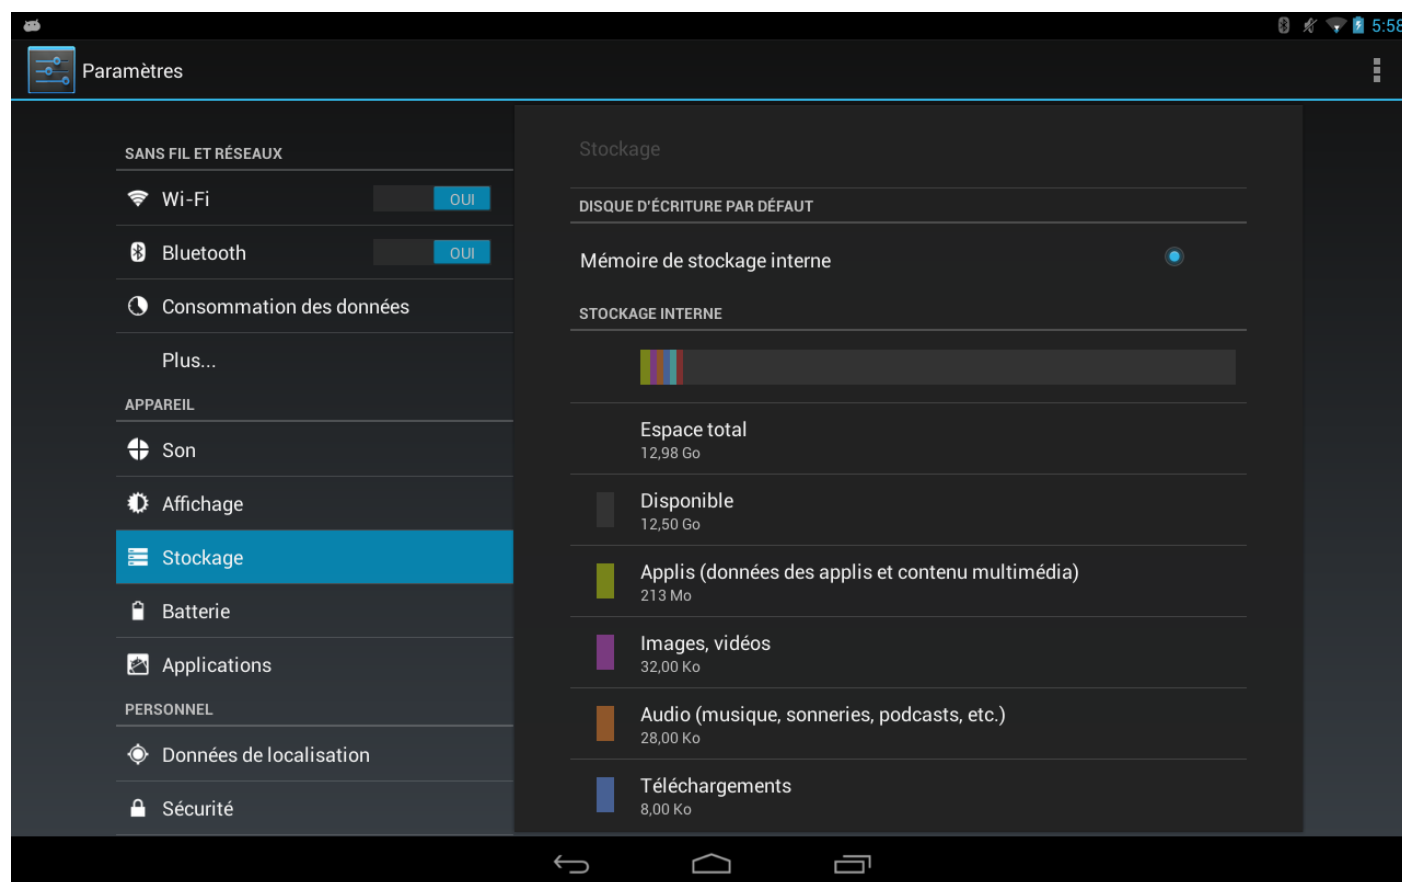 5:58
Paramètres
SANS FIL ET RÉSEAUX
Wi-Fi
OUI
Bluetooth
OUI
Consommation des données
Plus...
APPAREIL
Son
Affichage
Stockage
Batterie
Applications
PERSONNEL
Données de localisation
Sécurité
Stockage
DISQUE D'ÉCRITURE PAR DÉFAUT
Mémoire de stockage interne
STOCKAGE INTERNE
Espace total
12,98 Go
Disponible
12,50 Go
Applis (données des applis et contenu multimédia)
213 Mo
Images, vidéos
32,00 Ko
Audio (musique, sonneries, podcasts, etc.)
28,00 Ko
Téléchargements
8,00 Ko